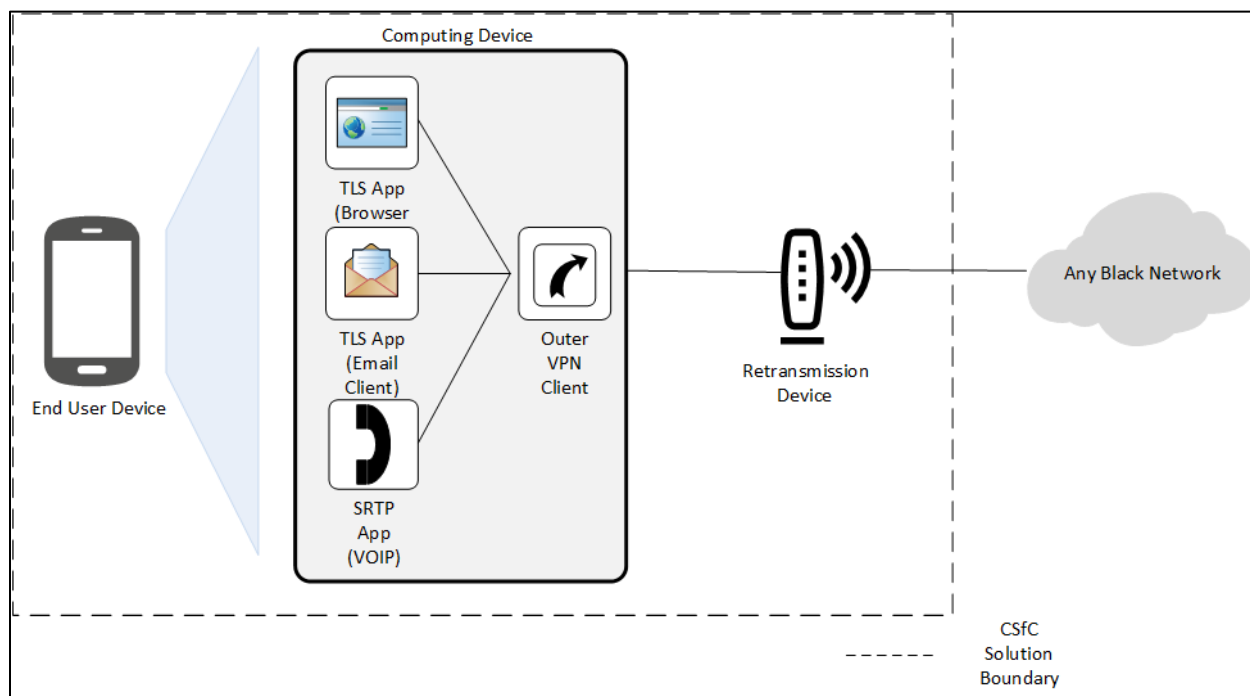 Computing Device
TLS App
(Browser
TLS App
(Email
Client)
SRTP
App
(VOIP)
Outer
VPN
Client
End User Device
Retransmission
Device
Any Black Network
CSfC
Solution
Boundary